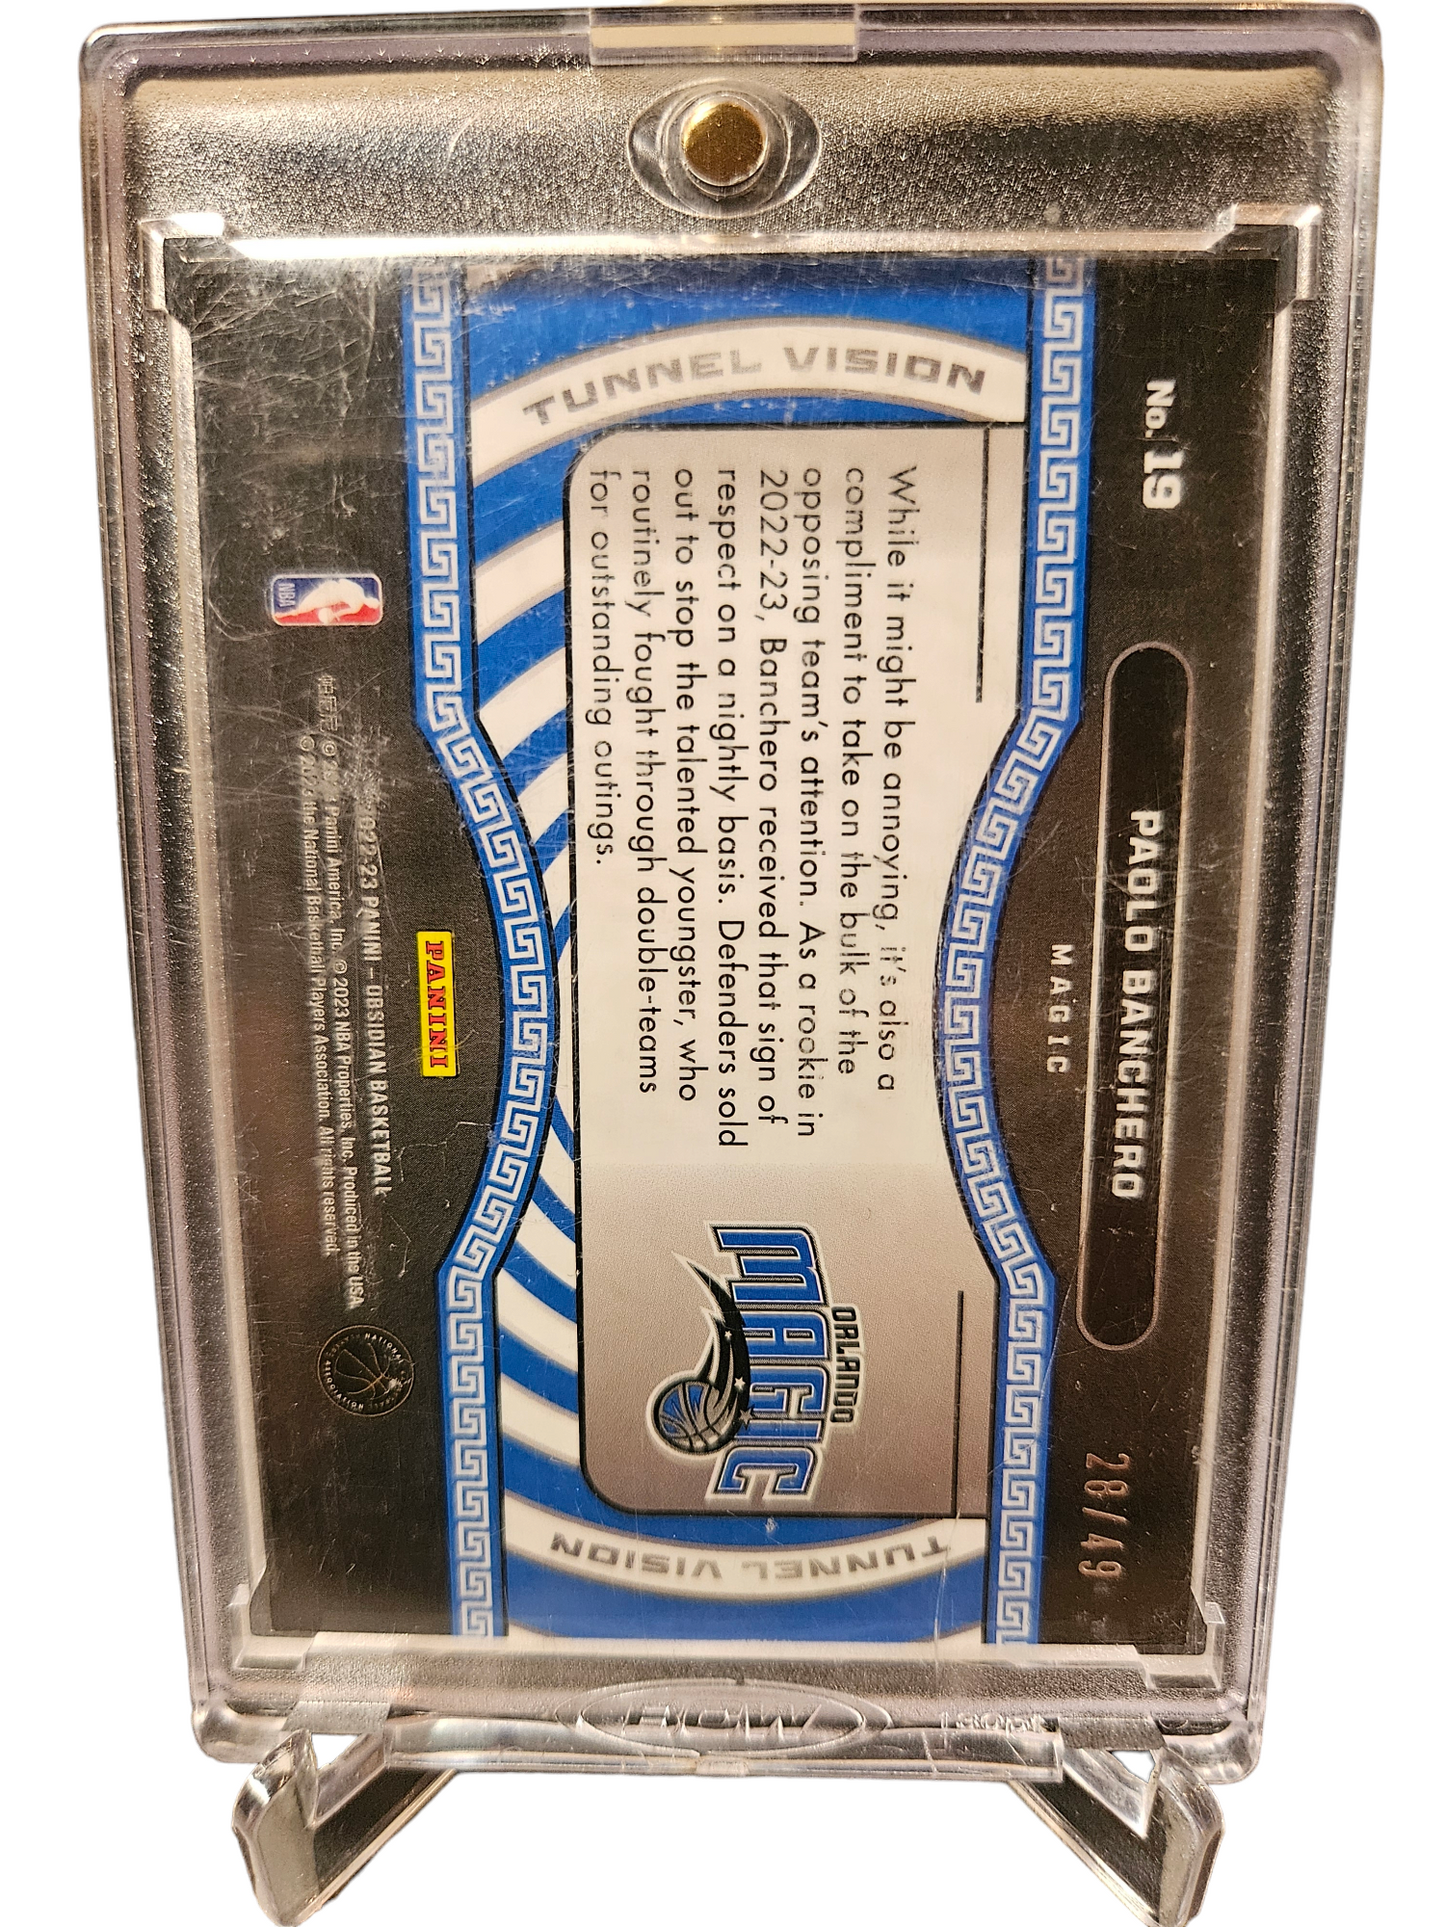 No. 19
PAOLO BANCHERO
28/49
MAGIC
TUNNEL VISION
While it might be annoying, it's also a
compliment to take on the bulk of the
opposing team's attention. As a rookie in
2022-23, Banchero received that sign of
respect on a nightly basis. Defenders sold
out to stop the talented youngster, who
routinely fought through double-teams
for outstanding outings.
ORLANDO
MAGIC
TUNNEL VISION
PANINI
NBA
2022-23 PANINI – OBSIDIAN BASKETBALL
Panini America, Inc. © 2023 NBA Properties, Inc. Produced in the USA
the National Basketball Players Association. All rights reserved.